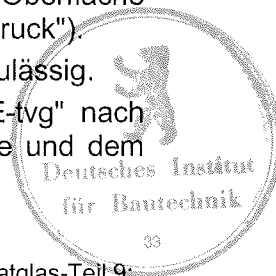 ruck").
ulässig.
E-tvg" nach
e und dem
Deutsches Institut
für Bautechnik
33
atglas-Teil 9: